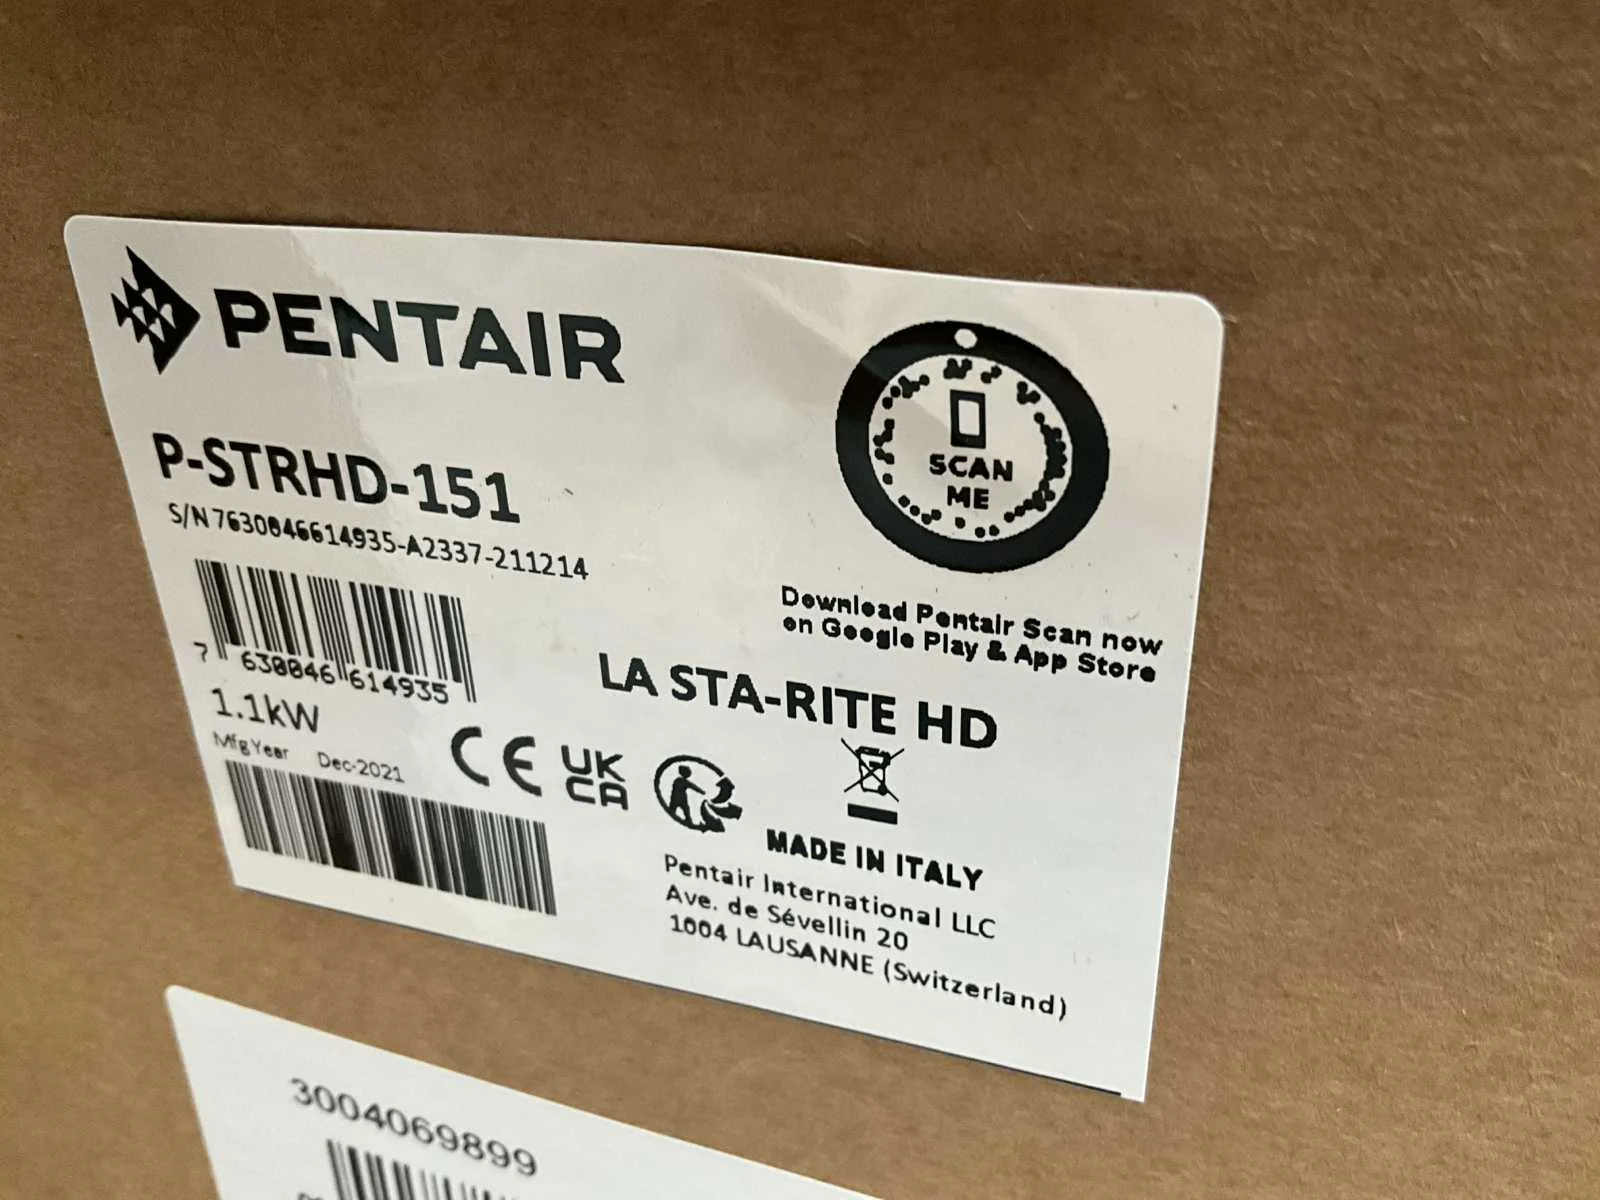 PENTAIR
P-STRHD-151
S/N 7630046614935-A2337-211214
7 630046 614935
1.1kW
Mfg Year Dec-2021
SCAN
ME
Download Pentair Scan now
on Google Play & App Store
LA STA-RITE HD
CE
UK
CA
MADE IN ITALY
Pentair International LLC
Ave. de Sévellin 20
1004 LAUSANNE (Switzerland)
3004069899